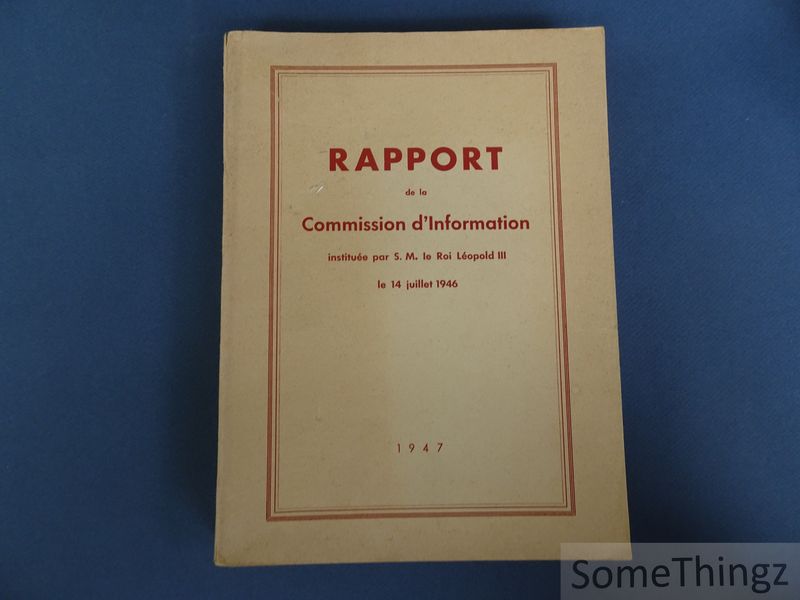 RAPPORT
de la
Commission d'Information
instituée par S. M. le Roi Léopold III
le 14 juillet 1946
1947
SomeThingz